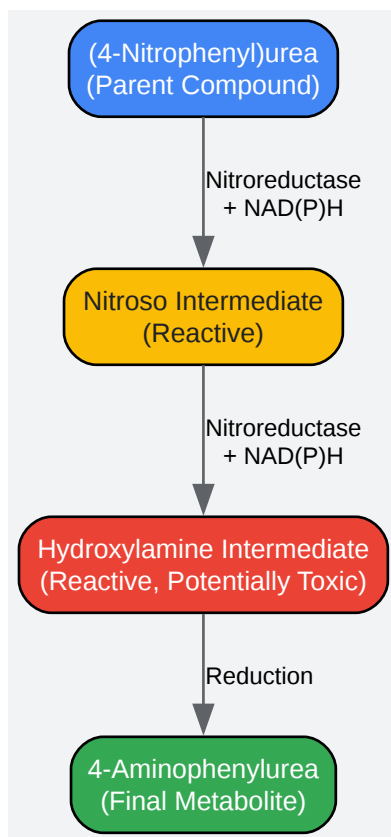 (4-Nitrophenyl)urea
(Parent Compound)
Nitroreductase
+ NAD(P)H
Nitroso Intermediate
(Reactive)
Nitroreductase
+ NAD(P)H
Hydroxylamine Intermediate
(Reactive, Potentially Toxic)
Reduction
4-Aminophenylurea
(Final Metabolite)